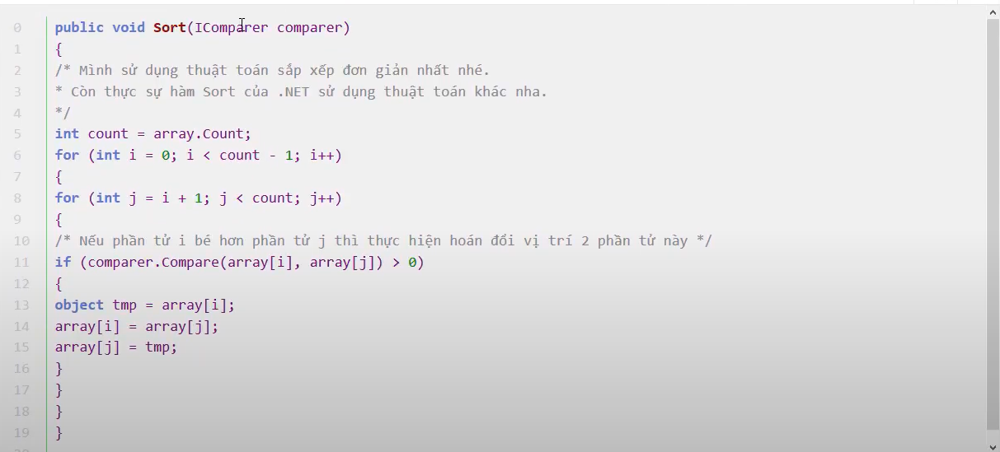 0 public void Sort(IComparer comparer)
1 {
2 /* Mình sử dụng thuật toán sắp xếp đơn giản nhất nhé.
3 * Còn thực sự hàm Sort của .NET sử dụng thuật toán khác nha.
4 */
5 int count = array.Count;
6 for (int i = 0; i < count - 1; i++)
7 {
8 for (int j = i + 1; j < count; j++)
9 {
10 /* Nếu phần tử i bé hơn phần tử j thì thực hiện hoán đổi vị trí 2 phần tử này */
11 if (comparer.Compare(array[i], array[j]) > 0)
12 {
13 object tmp = array[i];
14 array[i] = array[j];
15 array[j] = tmp;
16 }
17 }
18 }
19 }